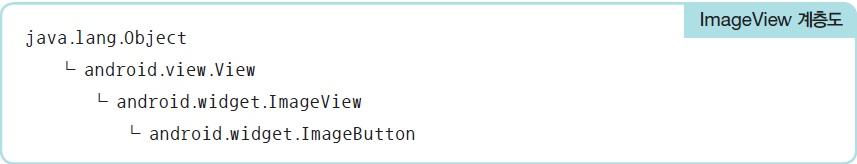 ImageView 계층도
java.lang.Object
└ android.view.View
└ android.widget.ImageView
└ android.widget.ImageButton